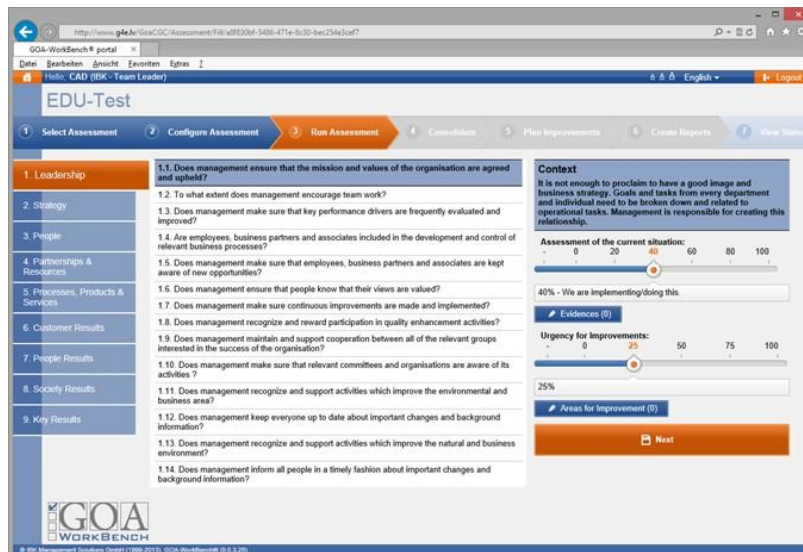 http://www.g4e.lv/GoaCGC/Assessment/Fill/a8f830bf-5486-471e-8c30-bec254e3cef7
GOA-WorkBench® portal
Datei Bearbeiten Ansicht Favoriten Extras ?
Hello, CAD (IBK - Team Leader)
English
Logout
EDU-Test
1 Select Assessment
2 Configure Assessment
3 Run Assessment
4 Consolidate
5 Plan Improvements
6 Create Reports
7 View
1. Leadership
2. Strategy
3. People
4. Partnerships &
Resources
5. Processes, Products &
Services
6. Customer Results
7. People Results
8. Society Results
9. Key Results
1.1. Does management ensure that the mission and values of the organisation are agreed
and upheld?
1.2. To what extent does management encourage team work?
1.3. Does management make sure that key performance drivers are frequently evaluated and
improved?
1.4. Are employees, business partners and associates included in the development and control of
relevant business processes?
1.5. Does management make sure that employees, business partners and associates are kept
aware of new opportunities?
1.6. Does management ensure that people know that their views are valued?
1.7. Does management make sure continuous improvements are made and implemented?
1.8. Does management recognize and reward participation in quality enhancement activities?
1.9. Does management maintain and support cooperation between all of the relevant groups
interested in the success of the organisation?
1.10. Does management make sure that relevant committees and organisations are aware of its
activities ?
1.11. Does management recognize and support activities which improve the environmental and
business area?
1.12. Does management keep everyone up to date about important changes and background
information?
1.13. Does management recognize and support activities which improve the natural and business
environment?
1.14. Does management inform all people in a timely fashion about important changes and
background information?
Context
It is not enough to proclaim to have a good image and
business strategy. Goals and tasks from every department
and individual need to be broken down and related to
operational tasks. Management is responsible for creating this
relationship.
Assessment of the current situation:
- 0 20 40 60 80 100
40% - We are implementing/doing this.
Evidences (0)
Urgency for Improvements:
- 0 25 50 75 100
25%
Areas for Improvement (0)
Next
GOA
WORKBENCH
© IBK Management Solutions GmbH (1999-2013), GOA-WorkBench® (0.0.3.26)